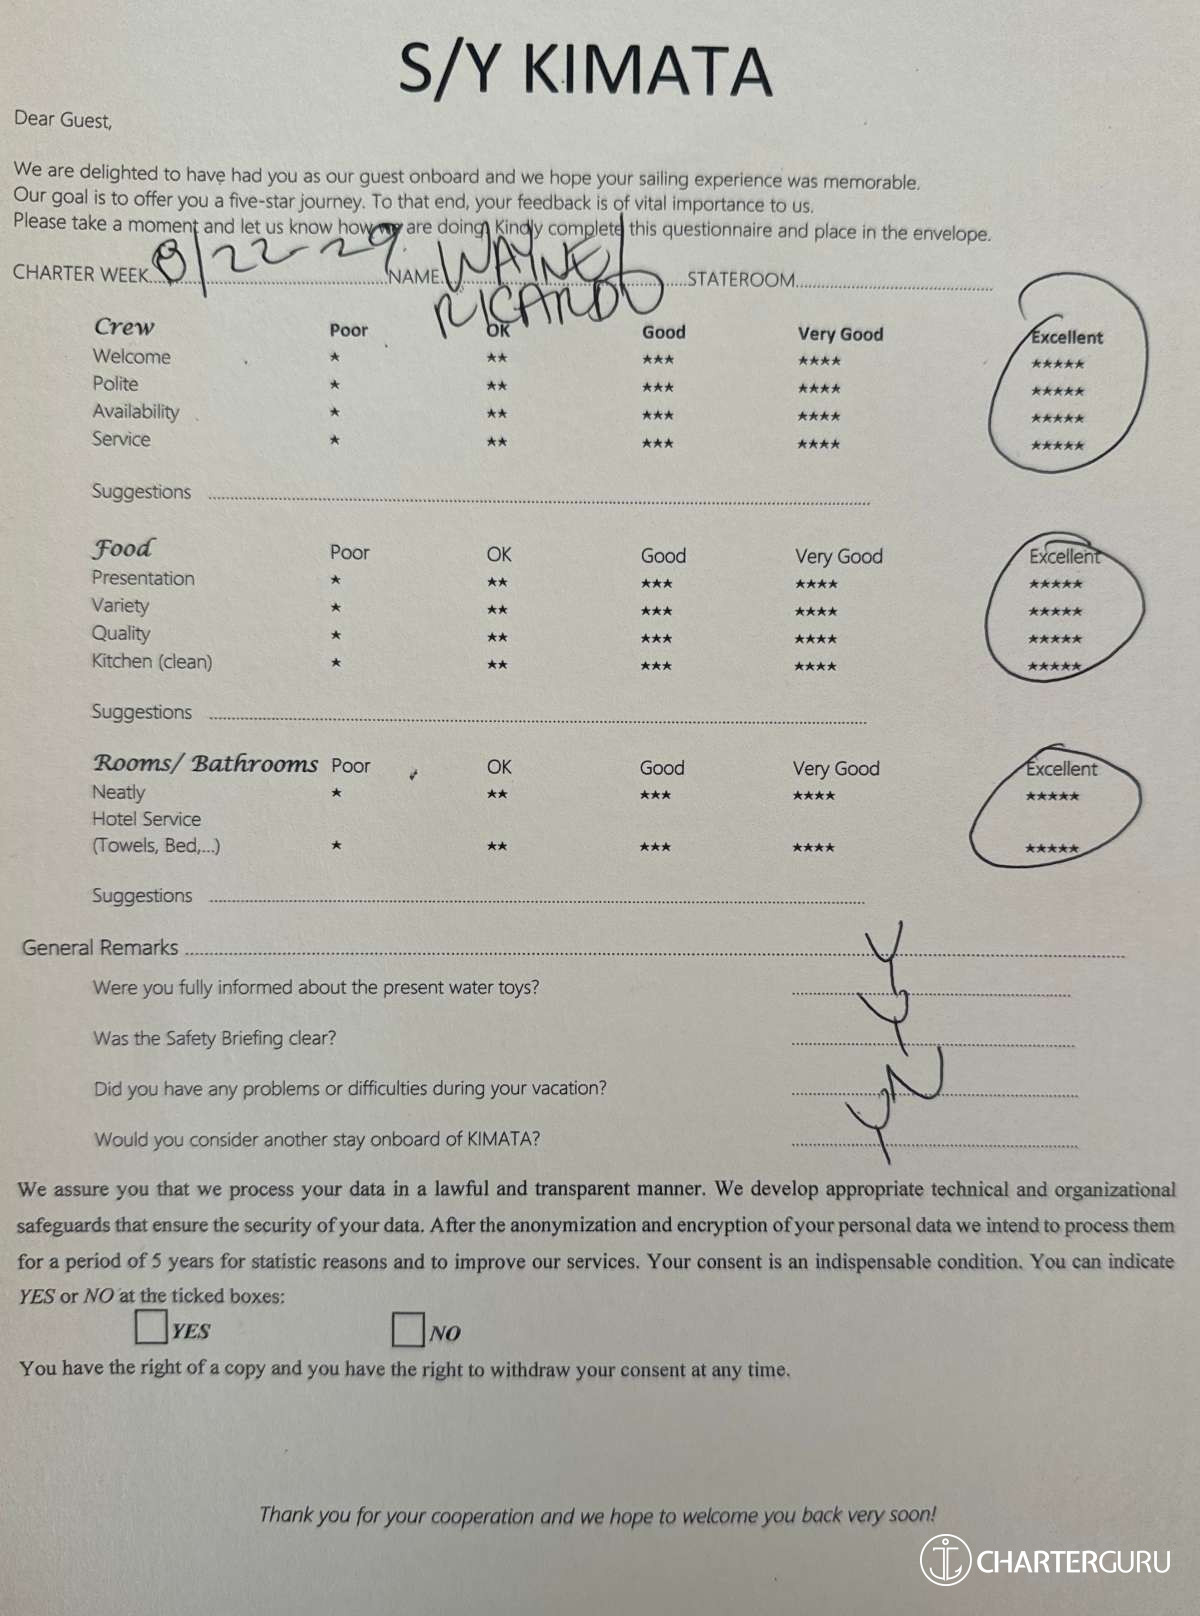 S/Y KIMATA
Dear Guest,
We are delighted to have had you as our guest onboard and we hope your sailing experience was memorable.
Our goal is to offer you a five-star journey. To that end, your feedback is of vital importance to us.
Please take a moment and let us know how we are doing! Kindly complete this questionnaire and place in the envelope.
CHARTER WEEK 8/22-29 NAME WAYNE/ STATEROOM
RICARDO
Crew Poor OK Good Very Good Excellent
Welcome ★ ★★ ★★★ ★★★★ ★★★★★
Polite ★ ★★ ★★★ ★★★★ ★★★★★
Availability ★ ★★ ★★★ ★★★★ ★★★★★
Service ★ ★★ ★★★ ★★★★ ★★★★★
Suggestions
Food Poor OK Good Very Good Excellent
Presentation ★ ★★ ★★★ ★★★★ ★★★★★
Variety ★ ★★ ★★★ ★★★★ ★★★★★
Quality ★ ★★ ★★★ ★★★★ ★★★★★
Kitchen (clean) ★ ★★ ★★★ ★★★★ ★★★★★
Suggestions
Rooms/ Bathrooms Poor OK Good Very Good Excellent
Neatly ★ ★★ ★★★ ★★★★ ★★★★★
Hotel Service
(Towels, Bed,...) ★ ★★ ★★★ ★★★★ ★★★★★
Suggestions
General Remarks
Were you fully informed about the present water toys? Y
Was the Safety Briefing clear? Y
Did you have any problems or difficulties during your vacation? N
Would you consider another stay onboard of KIMATA? Y
We assure you that we process your data in a lawful and transparent manner. We develop appropriate technical and organizational
safeguards that ensure the security of your data. After the anonymization and encryption of your personal data we intend to process them
for a period of 5 years for statistic reasons and to improve our services. Your consent is an indispensable condition. You can indicate
YES or NO at the ticked boxes:
YES NO
You have the right of a copy and you have the right to withdraw your consent at any time.
Thank you for your cooperation and we hope to welcome you back very soon!
CHARTERGURU